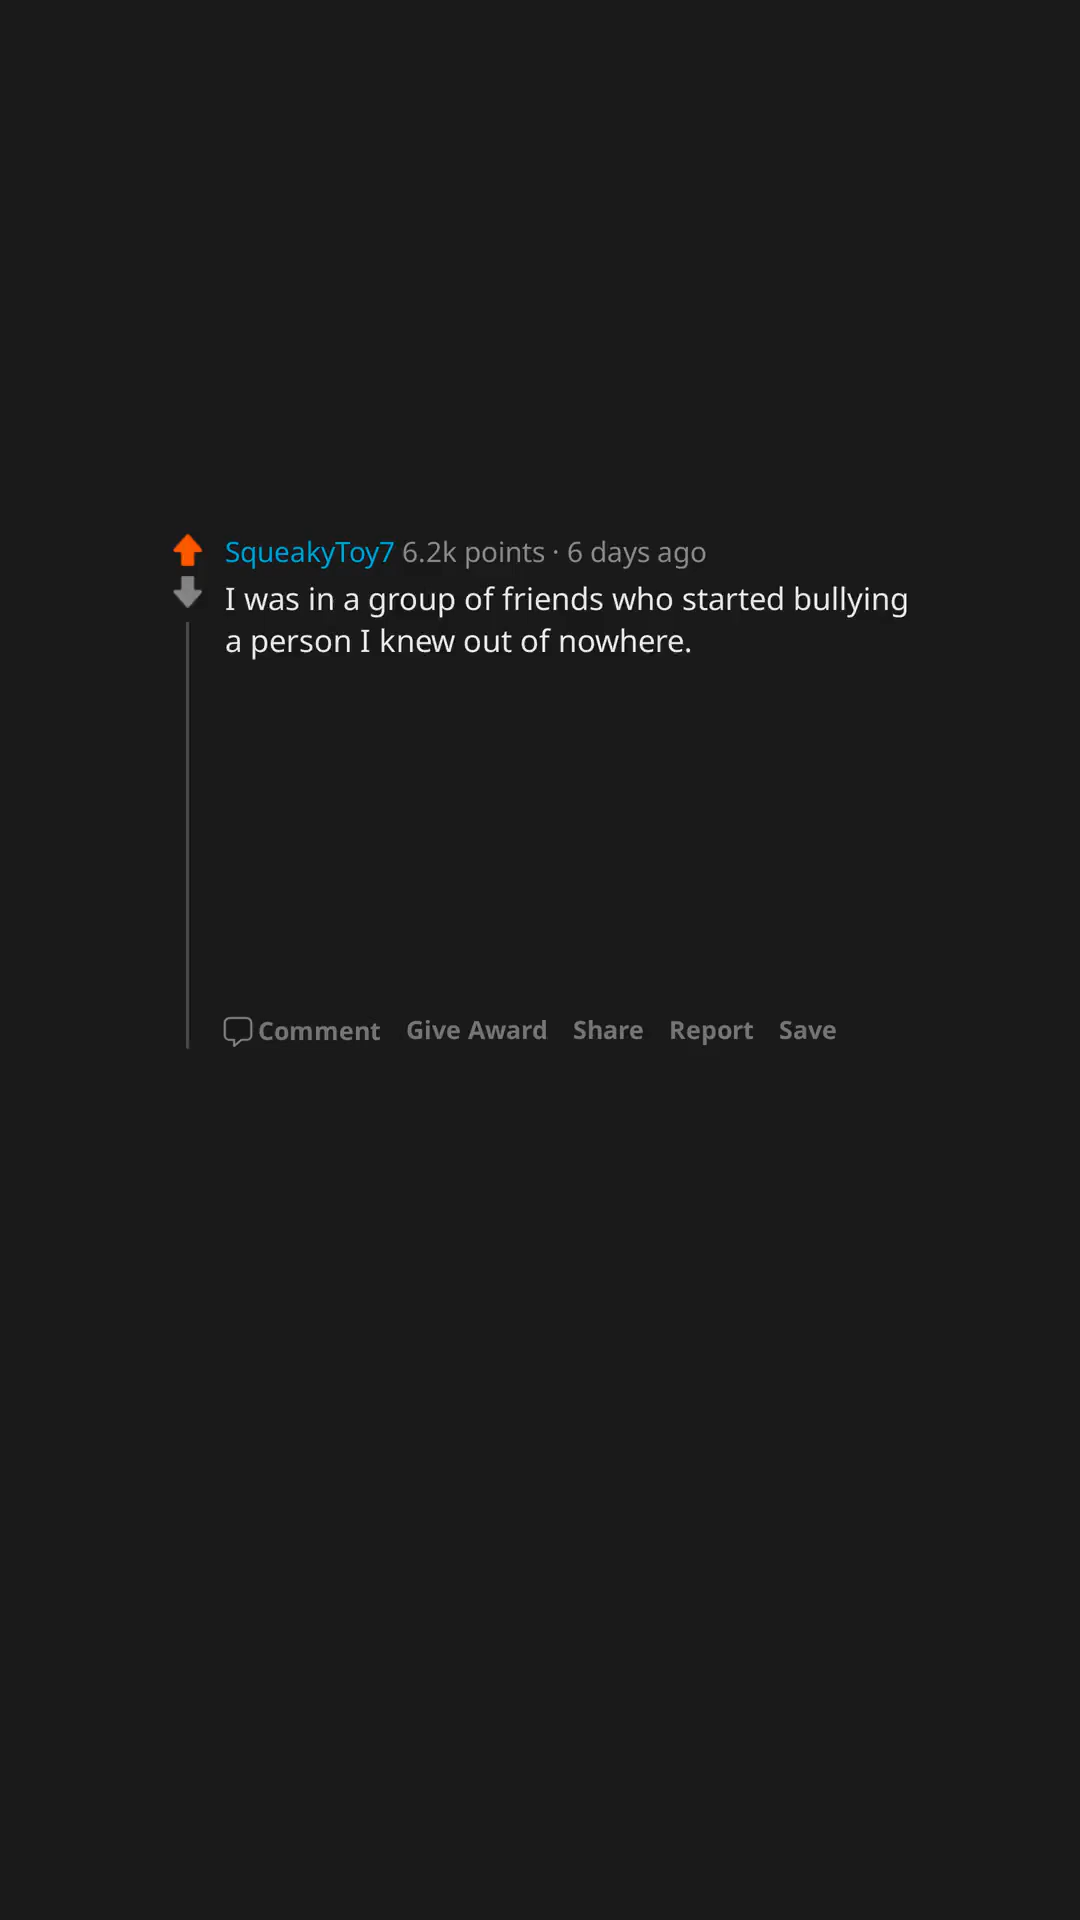 SqueakyToy7 6.2k points · 6 days ago
I was in a group of friends who started bullying
a person I knew out of nowhere.
Comment Give Award Share Report Save